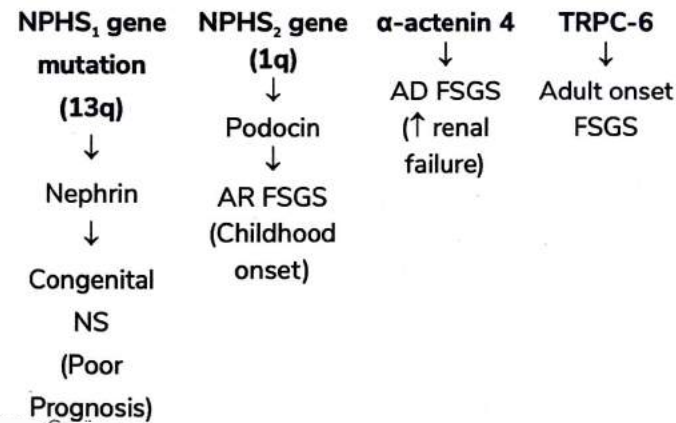 NPHS₁ gene
mutation
(13q)
↓
Nephrin
↓
Congenital
NS
(Poor
Prognosis)
NPHS₂ gene
(1q)
↓
Podocin
↓
AR FSGS
(Childhood
onset)
α-actenin 4
↓
AD FSGS
(↑ renal
failure)
TRPC-6
↓
Adult onset
FSGS